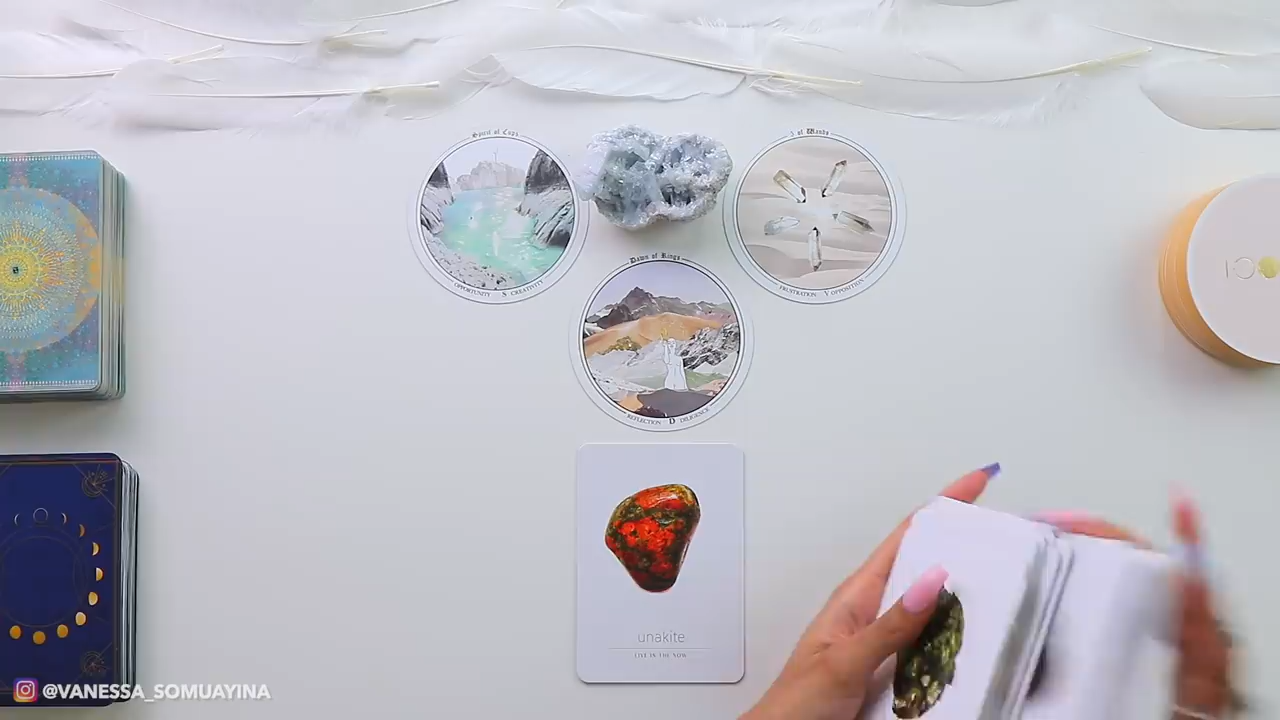 Spirit of Cups
5 of Wands
OPPORTUNITY S CREATIVITY
FRUSTRATION V OPPOSITION
Dawn of Rings
REFLECTION D DILIGENCE
unakite
LIVE IN THE NOW
@VANESSA_SOMUAYINA